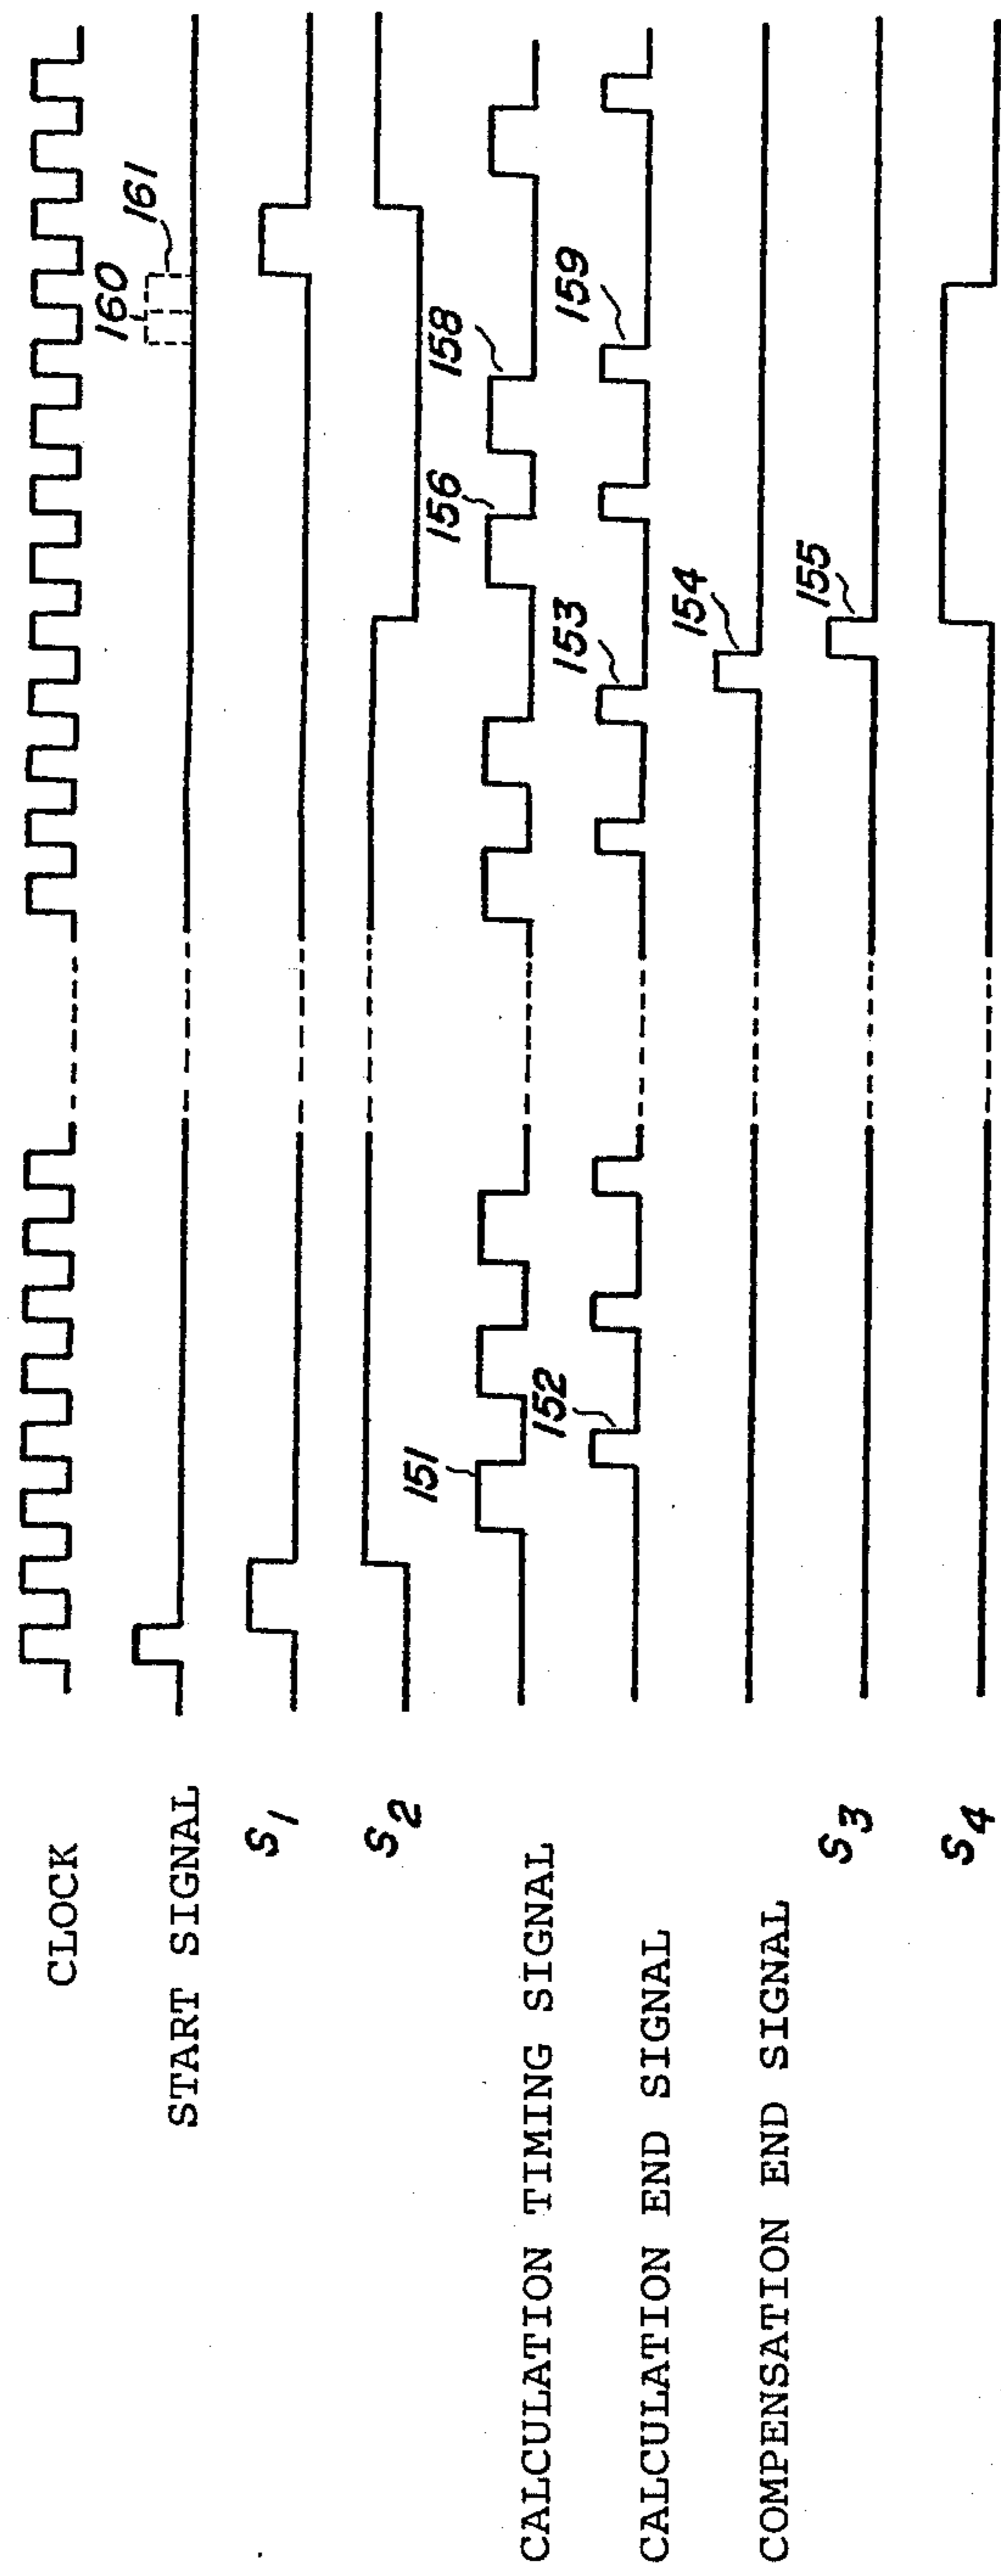 CLOCK
160
161
START SIGNAL
S1
S2
CALCULATION TIMING SIGNAL
151
156
158
CALCULATION END SIGNAL
152
153
159
COMPENSATION END SIGNAL
154
S3
155
S4